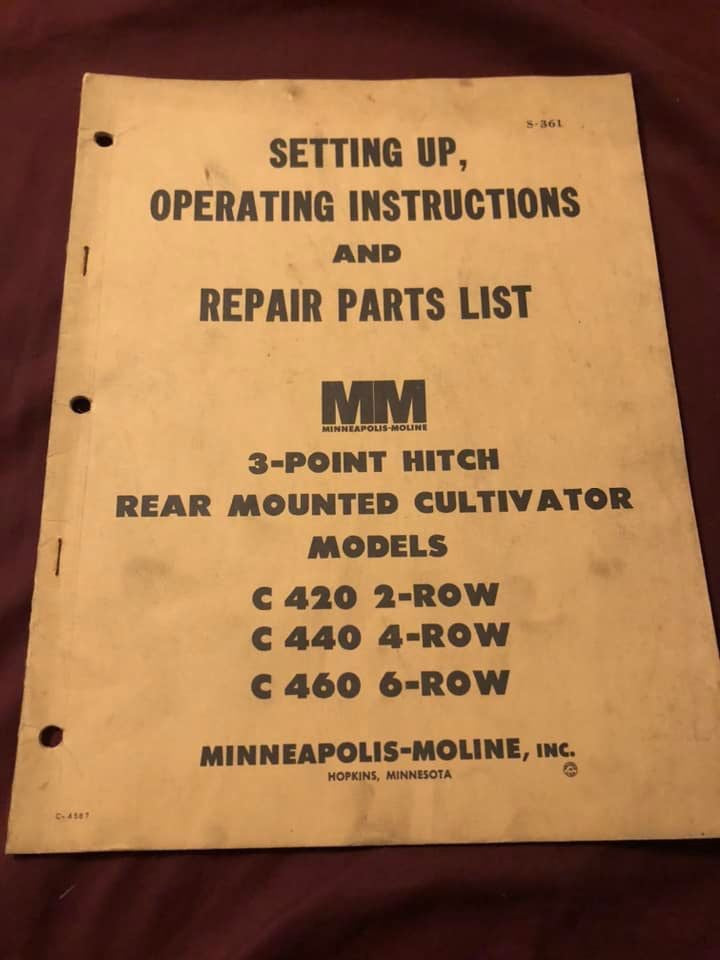 S-361
SETTING UP,
OPERATING INSTRUCTIONS
AND
REPAIR PARTS LIST
MM
MINNEAPOLIS-MOLINE
3-POINT HITCH
REAR MOUNTED CULTIVATOR
MODELS
C 420 2-ROW
C 440 4-ROW
C 460 6-ROW
MINNEAPOLIS-MOLINE, INC.
HOPKINS, MINNESOTA
C-4587